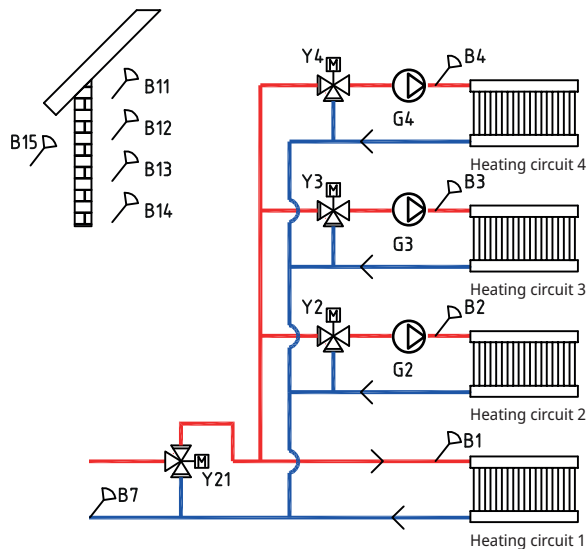 B11
B12
B15
B13
B14
Y4
M
B4
G4
Heating circuit 4
Y3
M
B3
G3
Heating circuit 3
Y2
M
B2
G2
Heating circuit 2
B1
M
Y21
B7
Heating circuit 1